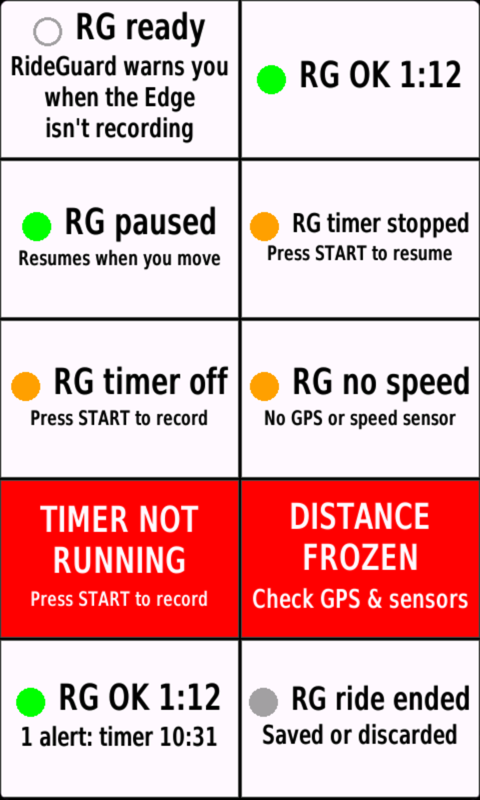 RG ready
RideGuard warns you
when the Edge
isn't recording
RG OK 1:12
RG paused
Resumes when you move
RG timer stopped
Press START to resume
RG timer off
Press START to record
RG no speed
No GPS or speed sensor
TIMER NOT
RUNNING
Press START to record
DISTANCE
FROZEN
Check GPS & sensors
RG OK 1:12
1 alert: timer 10:31
RG ride ended
Saved or discarded